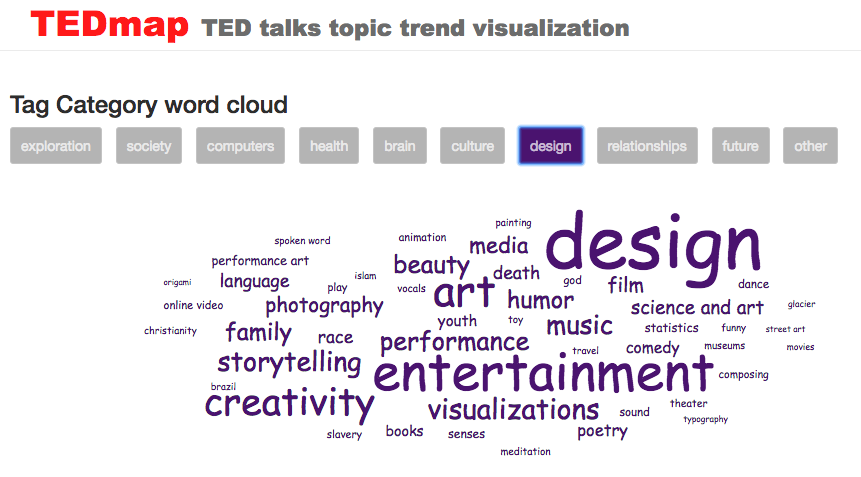 TEDmap TED talks topic trend visualization
Tag Category word cloud
exploration society computers health brain culture design relationships future other
painting
design
spoken word animation media
performance art beauty death
origami language play islam vocals art god film dance
online video photography humor science and art glacier
christianity family race youth toy music statistics funny street art
performance travel comedy museums movies
storytelling entertainment composing
brazil creativity visualizations sound theater typography
slavery books senses poetry
meditation